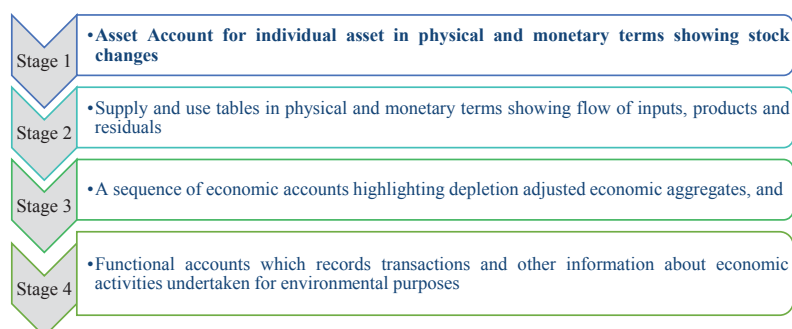 Stage 1
•Asset Account for individual asset in physical and monetary terms showing stock
changes
Stage 2
•Supply and use tables in physical and monetary terms showing flow of inputs, products and
residuals
Stage 3
•A sequence of economic accounts highlighting depletion adjusted economic aggregates, and
Stage 4
•Functional accounts which records transactions and other information about economic
activities undertaken for environmental purposes